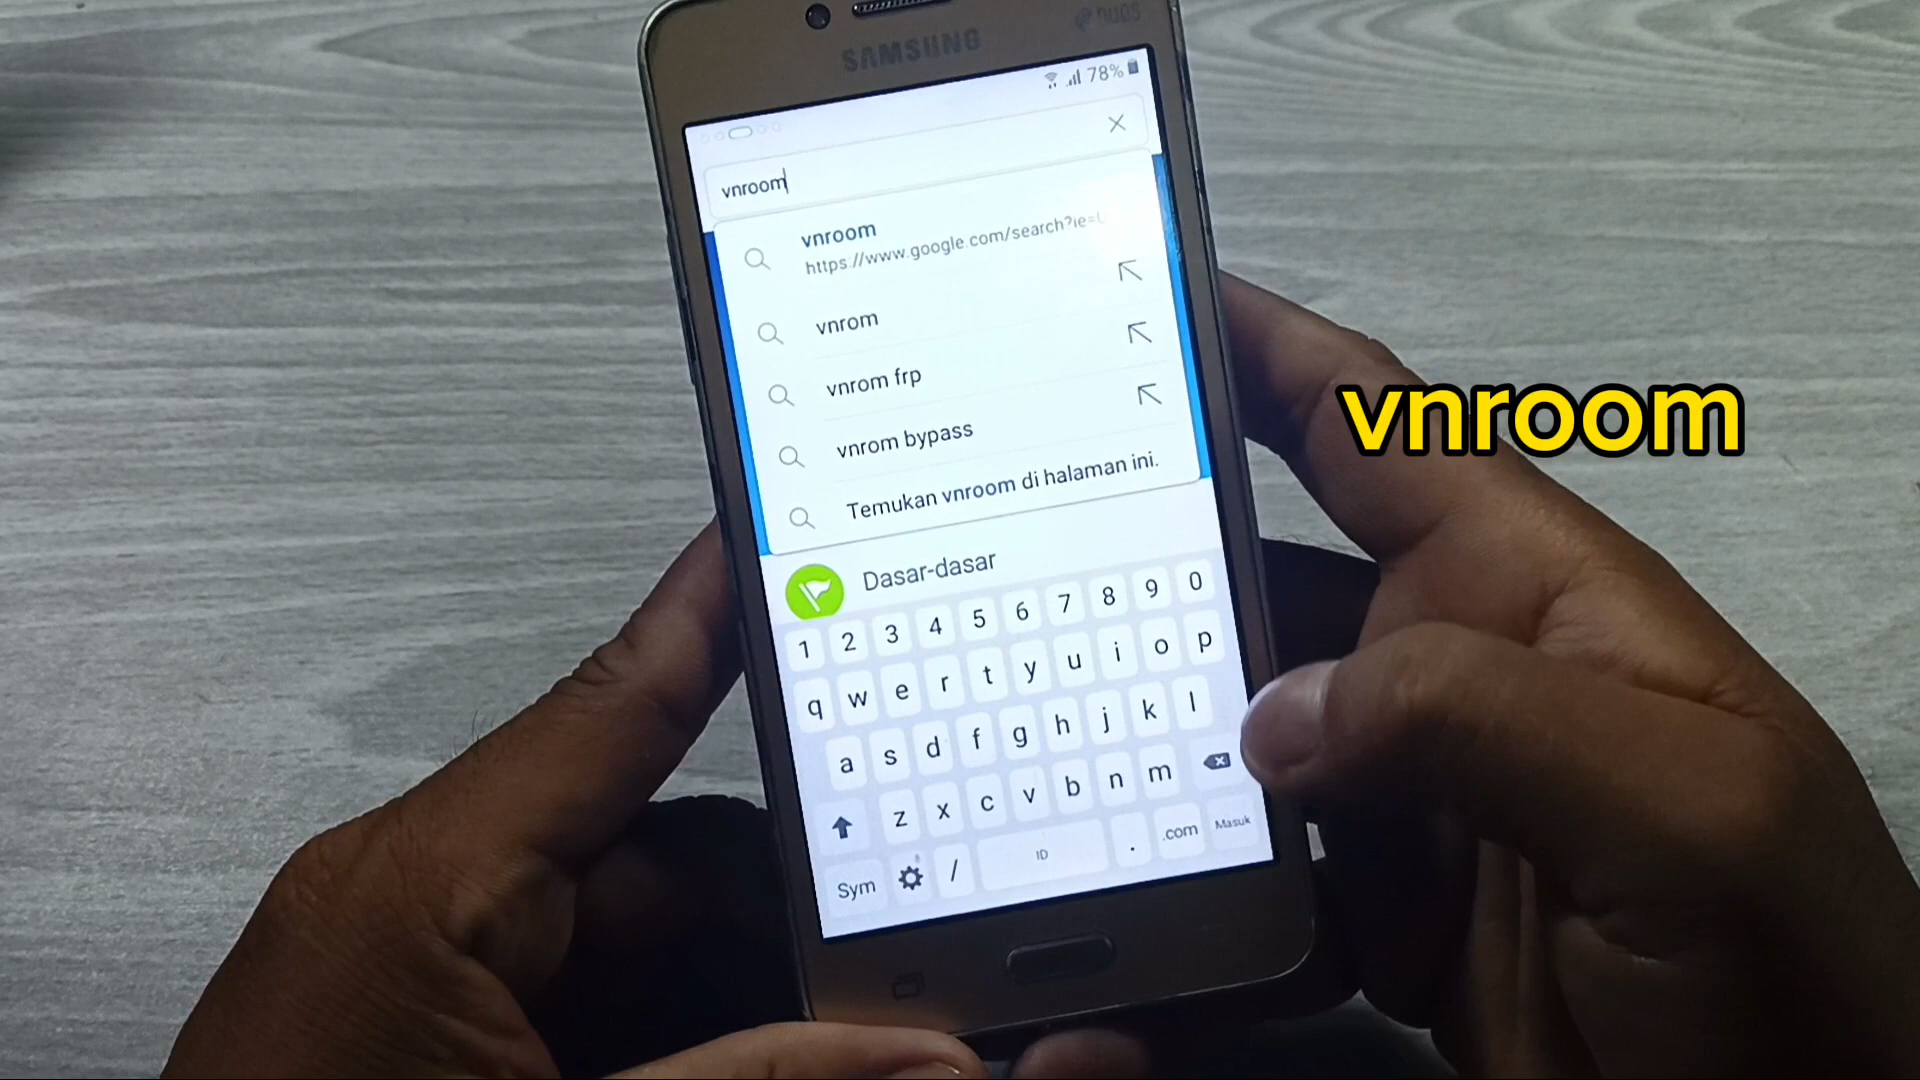 SAMSUNG
DUOS
78%
vnroom
vnroom
https://www.google.com/search?ie=U
vnrom
vnrom frp
vnrom bypass
Temukan vnroom di halaman ini.
Dasar-dasar
1 2 3 4 5 6 7 8 9 0
q w e r t y u i o p
a s d f g h j k l
z x c v b n m
Sym / ID . .com Masuk
vnroom